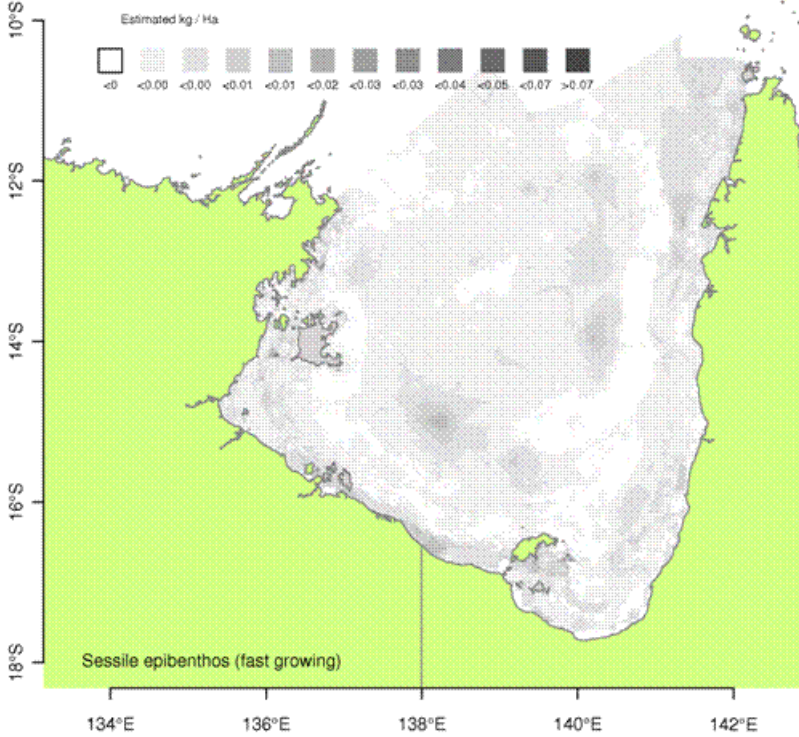 Estimated kg / Ha
<0 <0.00 <0.00 <0.01 <0.01 <0.02 <0.03 <0.03 <0.04 <0.05 <0.07 >0.07
10°S
12°S
14°S
16°S
18°S
Sessile epibenthos (fast growing)
134°E 136°E 138°E 140°E 142°E